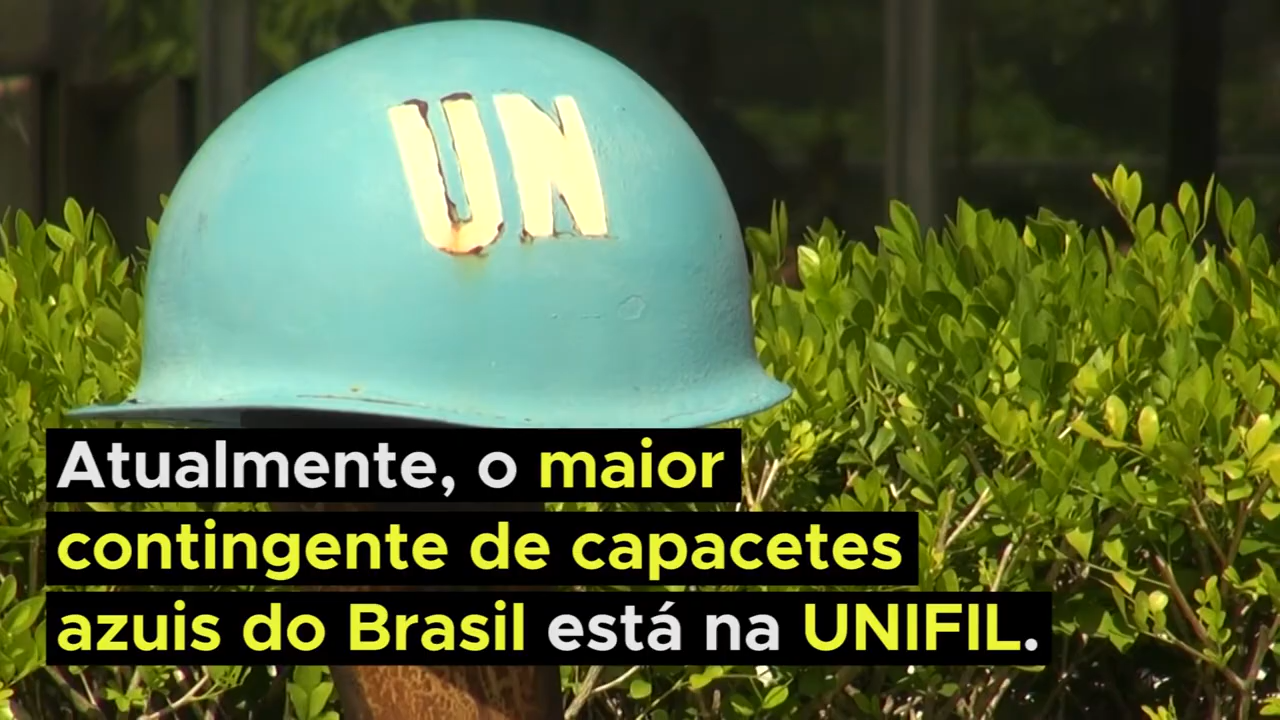 UN
Atualmente, o maior
contingente de capacetes
azuis do Brasil está na UNIFIL.